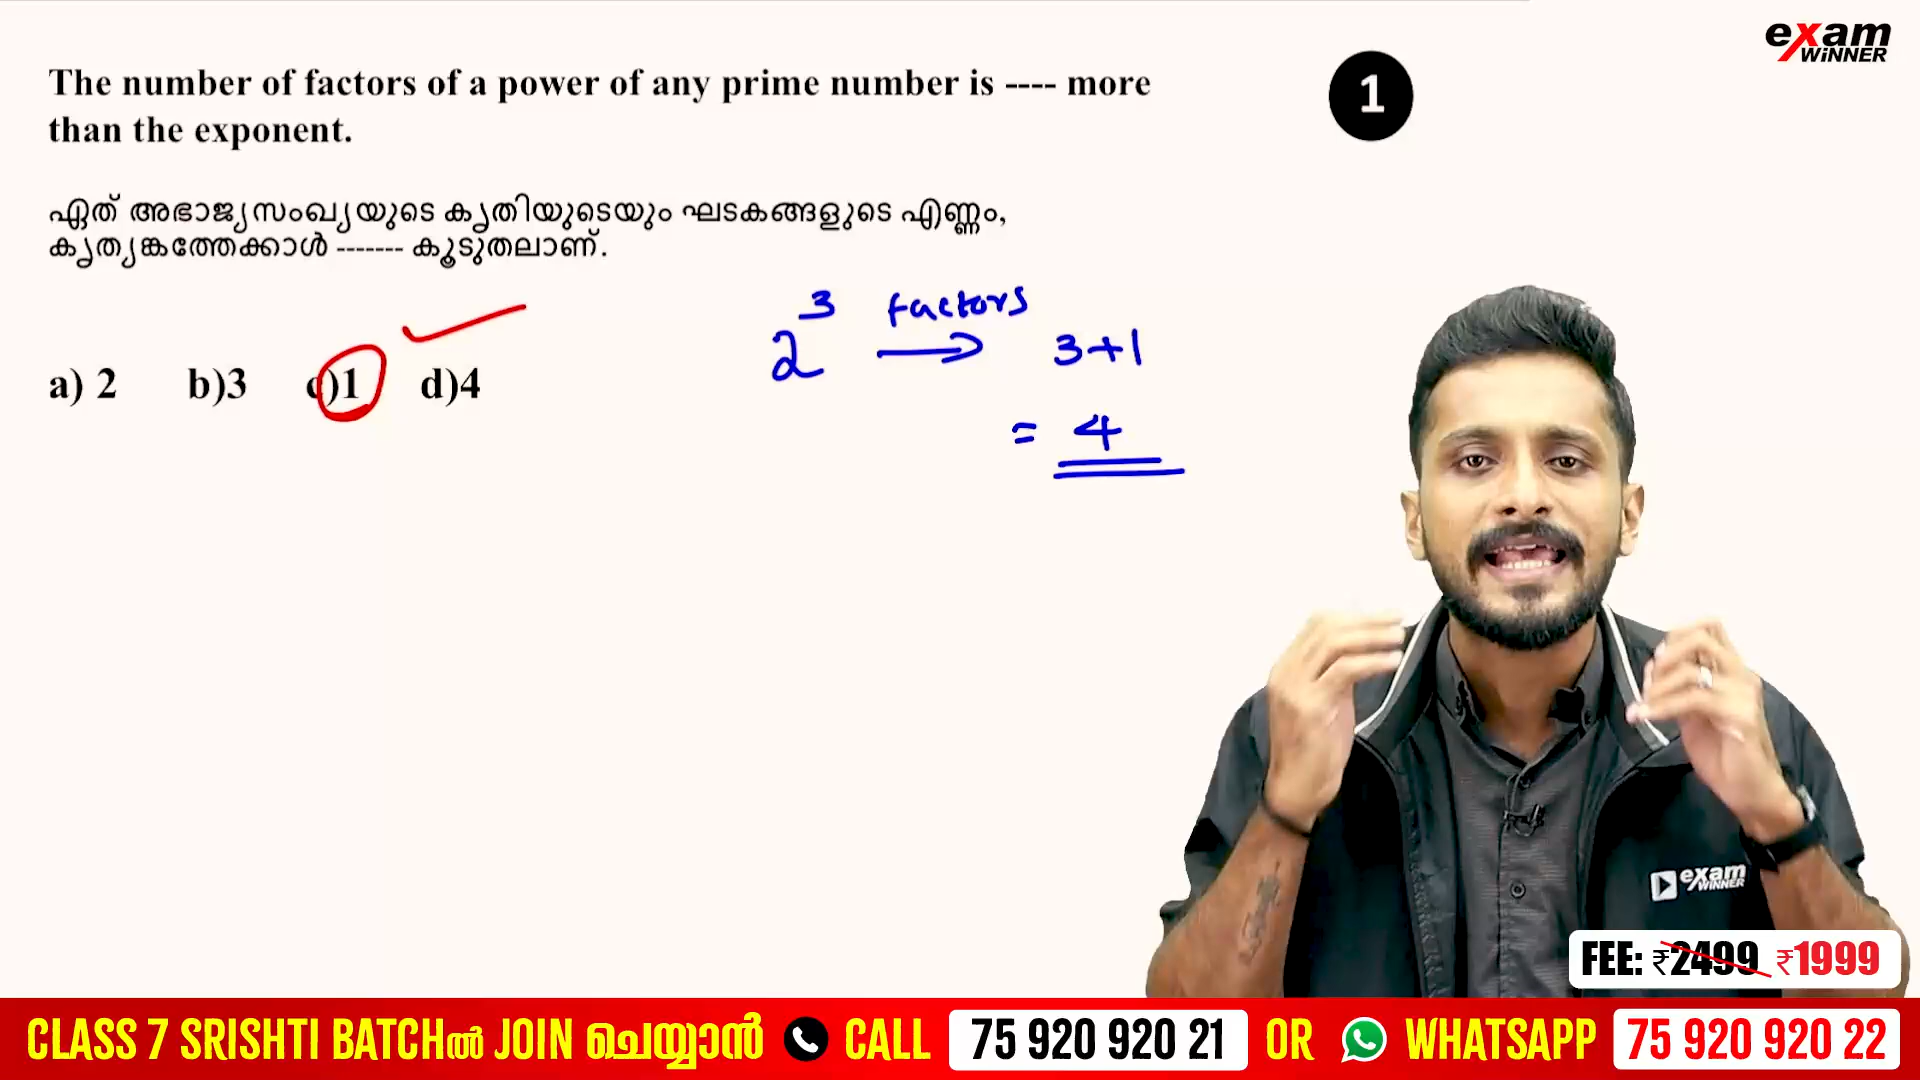 exam
WiNNER
The number of factors of a power of any prime number is ---- more
than the exponent.
1
ഏത് അഭാജ്യസംഖ്യയുടെ കൃതിയുടെയും ഘടകങ്ങളുടെ എണ്ണം,
കൃത്യങ്കത്തേക്കാൾ ------- കൂടുതലാണ്.
a) 2 b)3 c)1 d)4
2³ factors → 3+1
= 4
exam
WiNNER
FEE: ₹2499 ₹1999
CLASS 7 SRISHTI BATCHൽ JOIN ചെയ്യാൻ CALL 75 920 920 21 OR WHATSAPP 75 920 920 22